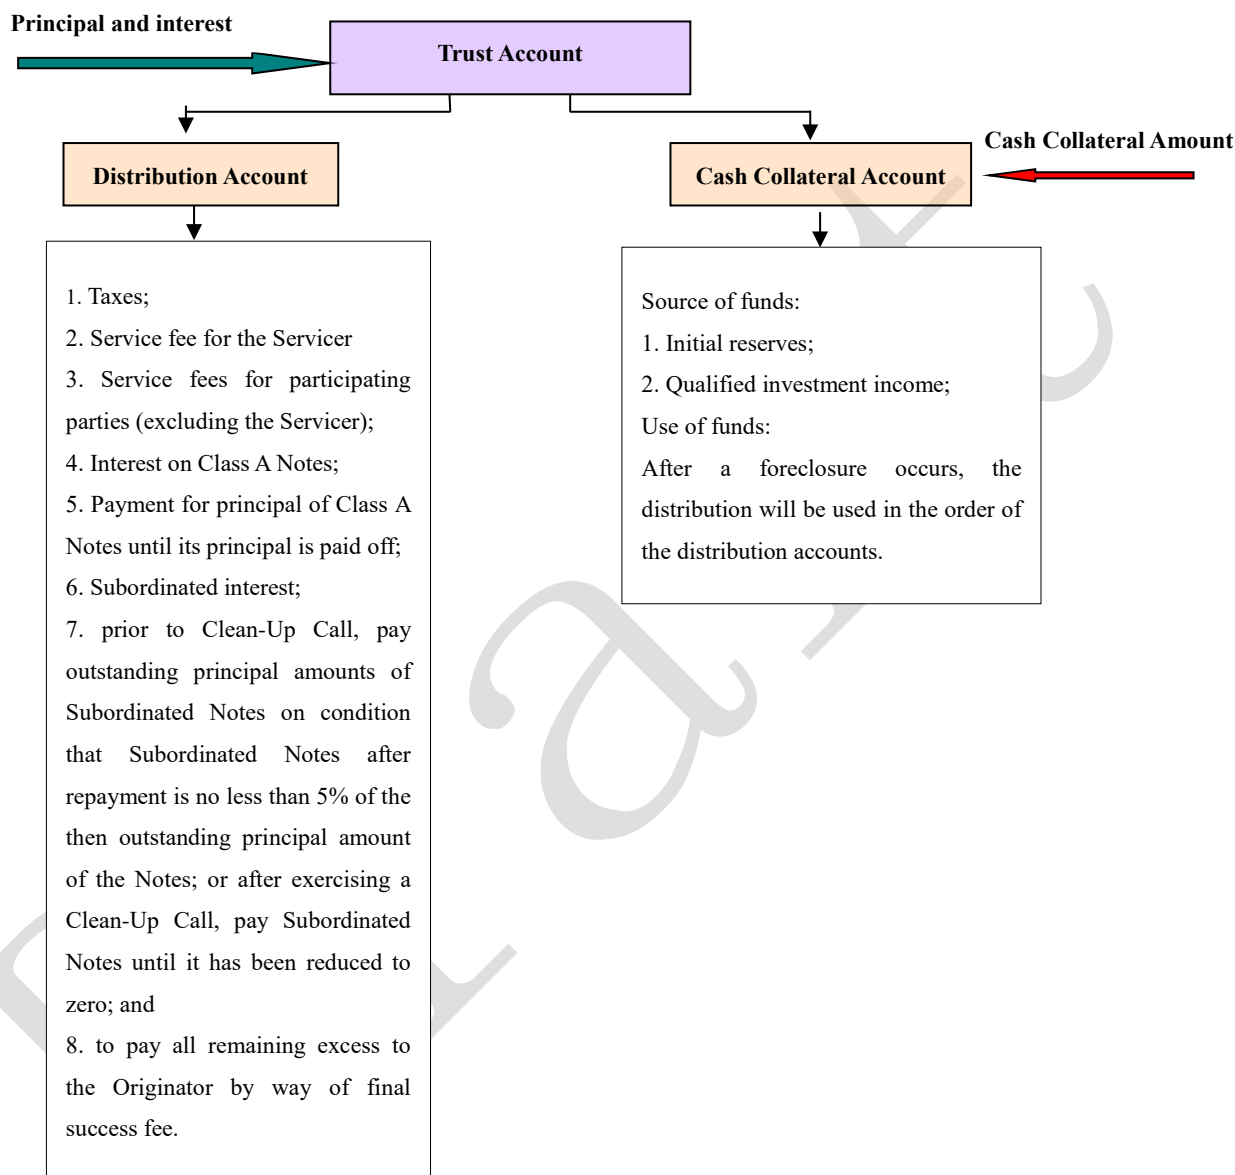 Principal and interest
Trust Account
Cash Collateral Amount
Distribution Account
Cash Collateral Account
1. Taxes;
2. Service fee for the Servicer
3. Service fees for participating
parties (excluding the Servicer);
4. Interest on Class A Notes;
5. Payment for principal of Class A
Notes until its principal is paid off;
6. Subordinated interest;
7. prior to Clean-Up Call, pay
outstanding principal amounts of
Subordinated Notes on condition
that Subordinated Notes after
repayment is no less than 5% of the
then outstanding principal amount
of the Notes; or after exercising a
Clean-Up Call, pay Subordinated
Notes until it has been reduced to
zero; and
8. to pay all remaining excess to
the Originator by way of final
success fee.
Source of funds:
1. Initial reserves;
2. Qualified investment income;
Use of funds:
After a foreclosure occurs, the
distribution will be used in the order of
the distribution accounts.